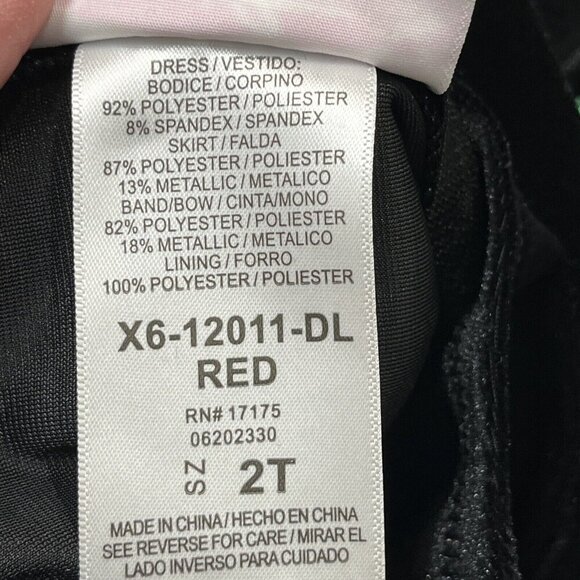 DRESS / VESTIDO:
BODICE / CORPINO
92% POLYESTER / POLIESTER
8% SPANDEX / SPANDEX
SKIRT / FALDA
87% POLYESTER / POLIESTER
13% METALLIC / METALICO
BAND/BOW / CINTA/MONO
82% POLYESTER / POLIESTER
18% METALLIC / METALICO
LINING / FORRO
100% POLYESTER / POLIESTER
X6-12011-DL
RED
RN# 17175
06202330
SZ 2T
MADE IN CHINA / HECHO EN CHINA
SEE REVERSE FOR CARE / MIRAR EL
LADO INVERSO PARA CUIDADO